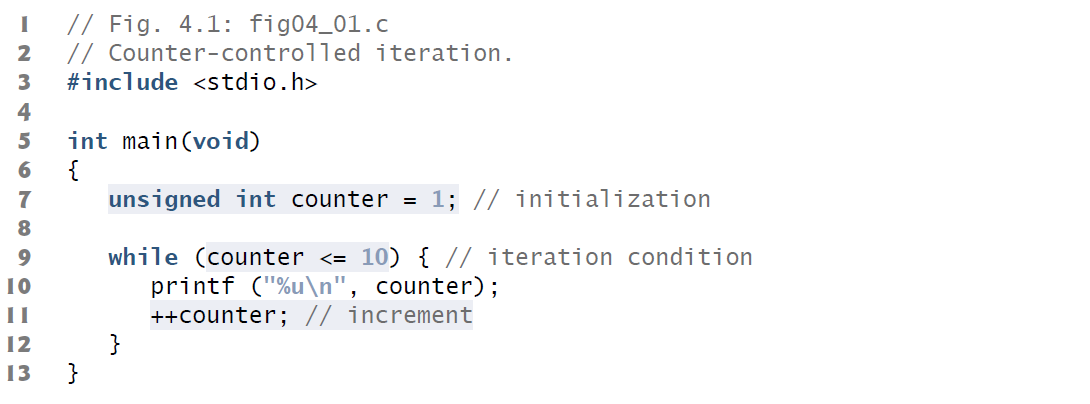 1 // Fig. 4.1: fig04_01.c
2 // Counter-controlled iteration.
3 #include <stdio.h>
4
5 int main(void)
6 {
7 unsigned int counter = 1; // initialization
8
9 while (counter <= 10) { // iteration condition
10 printf ("%u\n", counter);
11 ++counter; // increment
12 }
13 }